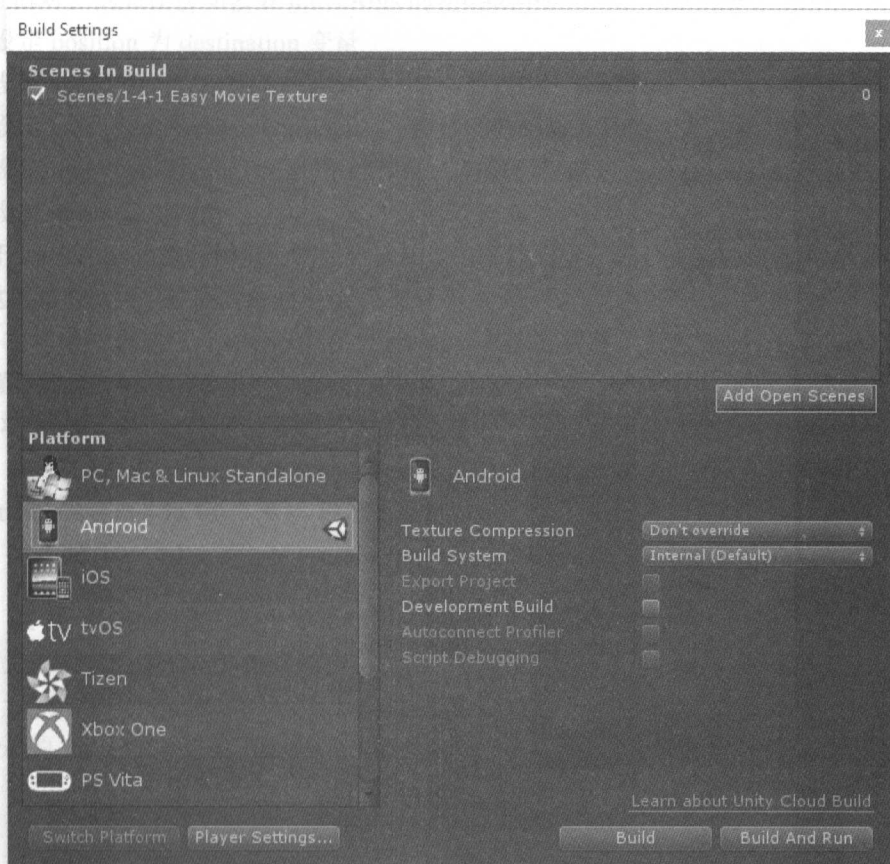 Build Settings
x
Scenes In Build
Scenes/1-4-1 Easy Movie Texture 0
Add Open Scenes
Platform
PC, Mac & Linux Standalone
Android
iOS
tv tvOS
Tizen
Xbox One
PS Vita
Android
Texture Compression Don't override
Build System Internal (Default)
Export Project
Development Build
Autoconnect Profiler
Script Debugging
Learn about Unity Cloud Build
Switch Platform Player Settings... Build Build And Run